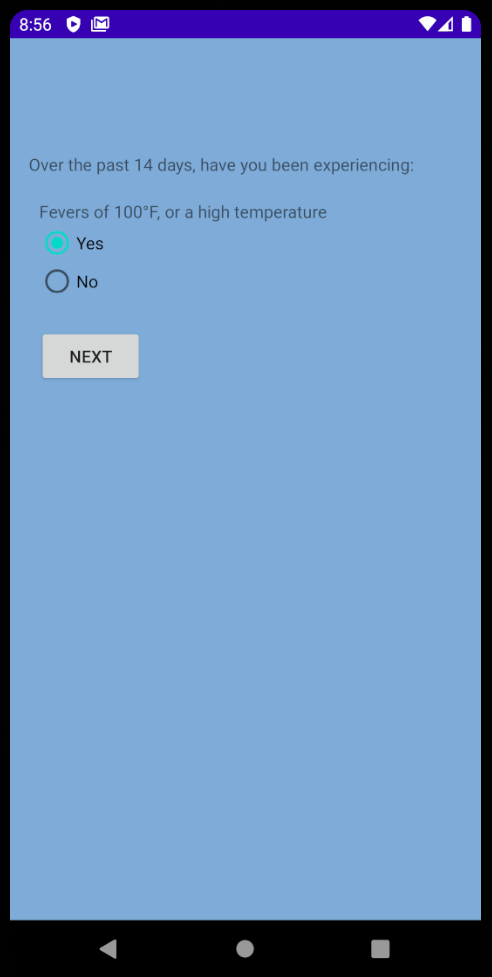 8:56
Over the past 14 days, have you been experiencing:
Fevers of 100°F, or a high temperature
Yes
No
NEXT